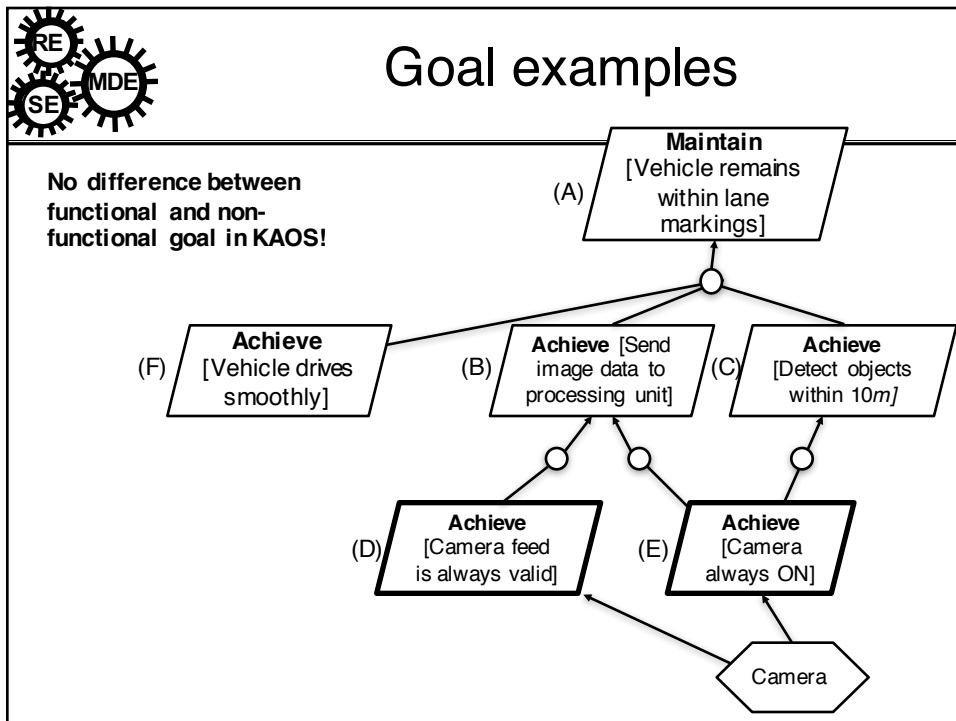 RE
MDE
SE
Goal examples
No difference between
functional and non-
functional goal in KAOS!
(A)
Maintain
[Vehicle remains
within lane
markings]
(F)
Achieve
[Vehicle drives
smoothly]
(B)
Achieve [Send
image data to
processing unit]
(C)
Achieve
[Detect objects
within 10m]
(D)
Achieve
[Camera feed
is always valid]
(E)
Achieve
[Camera
always ON]
Camera